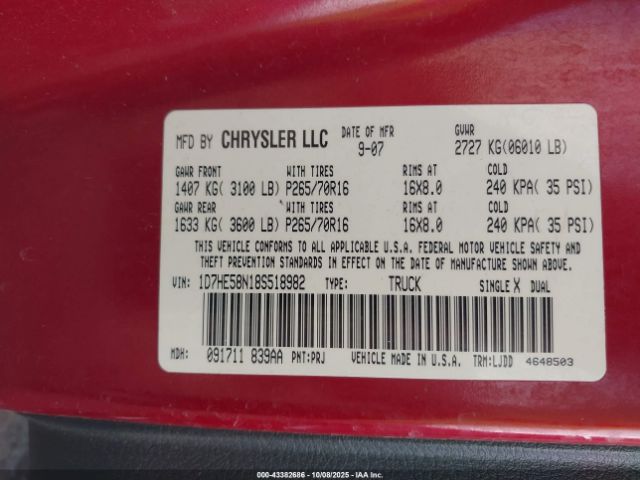 MFD BY CHRYSLER LLC DATE OF MFR 9-07 GVWR 2727 KG(06010 LB)
GAWR FRONT WITH TIRES RIMS AT COLD
1407 KG( 3100 LB) P265/70R16 16X8.0 240 KPA( 35 PSI)
GAWR REAR WITH TIRES RIMS AT COLD
1633 KG( 3600 LB) P265/70R16 16X8.0 240 KPA( 35 PSI)
THIS VEHICLE CONFORMS TO ALL APPLICABLE U.S.A. FEDERAL MOTOR VEHICLE SAFETY AND
THEFT PREVENTION STANDARDS IN EFFECT ON THE DATE OF MANUFACTURE SHOWN ABOVE.
VIN: 1D7HE58N18S518982 TYPE: TRUCK SINGLE X DUAL
MDH: 091711 839AA PNT:PRJ VEHICLE MADE IN U.S.A. TRM:LJDD 4648503
000-43382686 - 10/08/2025 - Copyright © 2025 IAA, Inc. All Rights Reserved.